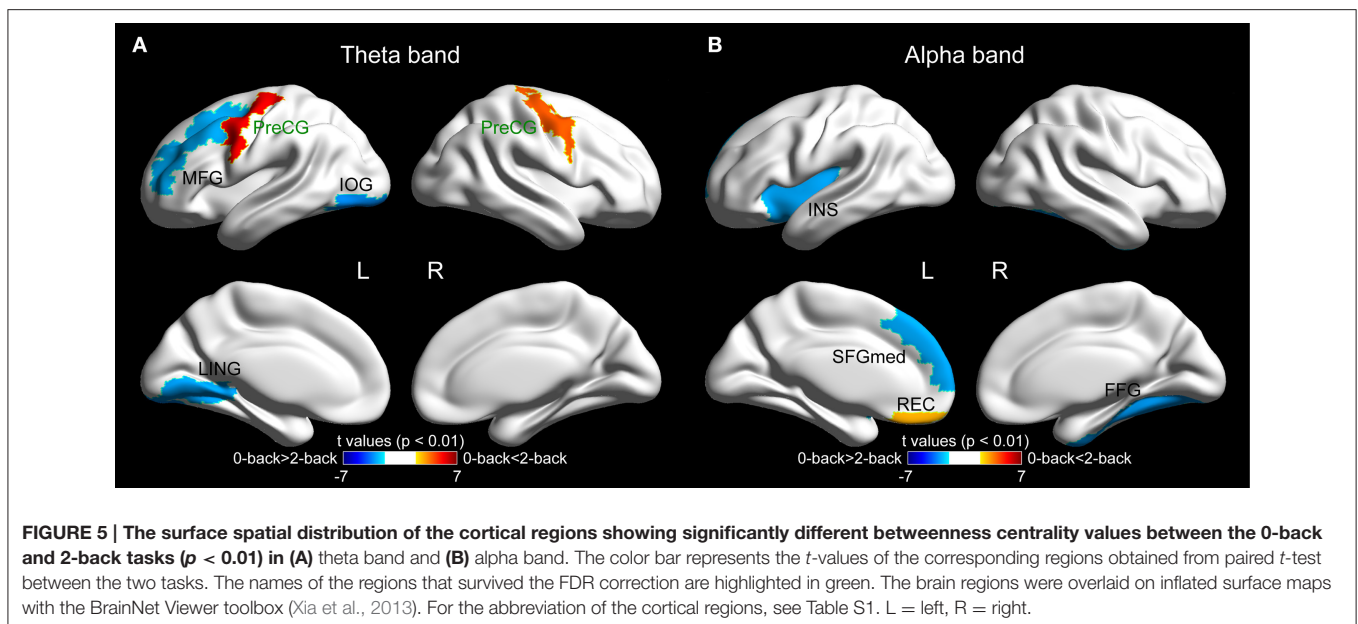 A
Theta band
PreCG
PreCG
MFG
IOG
L
R
LING
t values (p < 0.01)
0-back>2-back
0-back<2-back
-7
7
B
Alpha band
INS
L
R
SFGmed
REC
FFG
t values (p < 0.01)
0-back>2-back
0-back<2-back
-7
7
FIGURE 5 | The surface spatial distribution of the cortical regions showing significantly different betweenness centrality values between the 0-back
and 2-back tasks (p < 0.01) in (A) theta band and (B) alpha band. The color bar represents the t-values of the corresponding regions obtained from paired t-test
between the two tasks. The names of the regions that survived the FDR correction are highlighted in green. The brain regions were overlaid on inflated surface maps
with the BrainNet Viewer toolbox (Xia et al., 2013). For the abbreviation of the cortical regions, see Table S1. L = left, R = right.